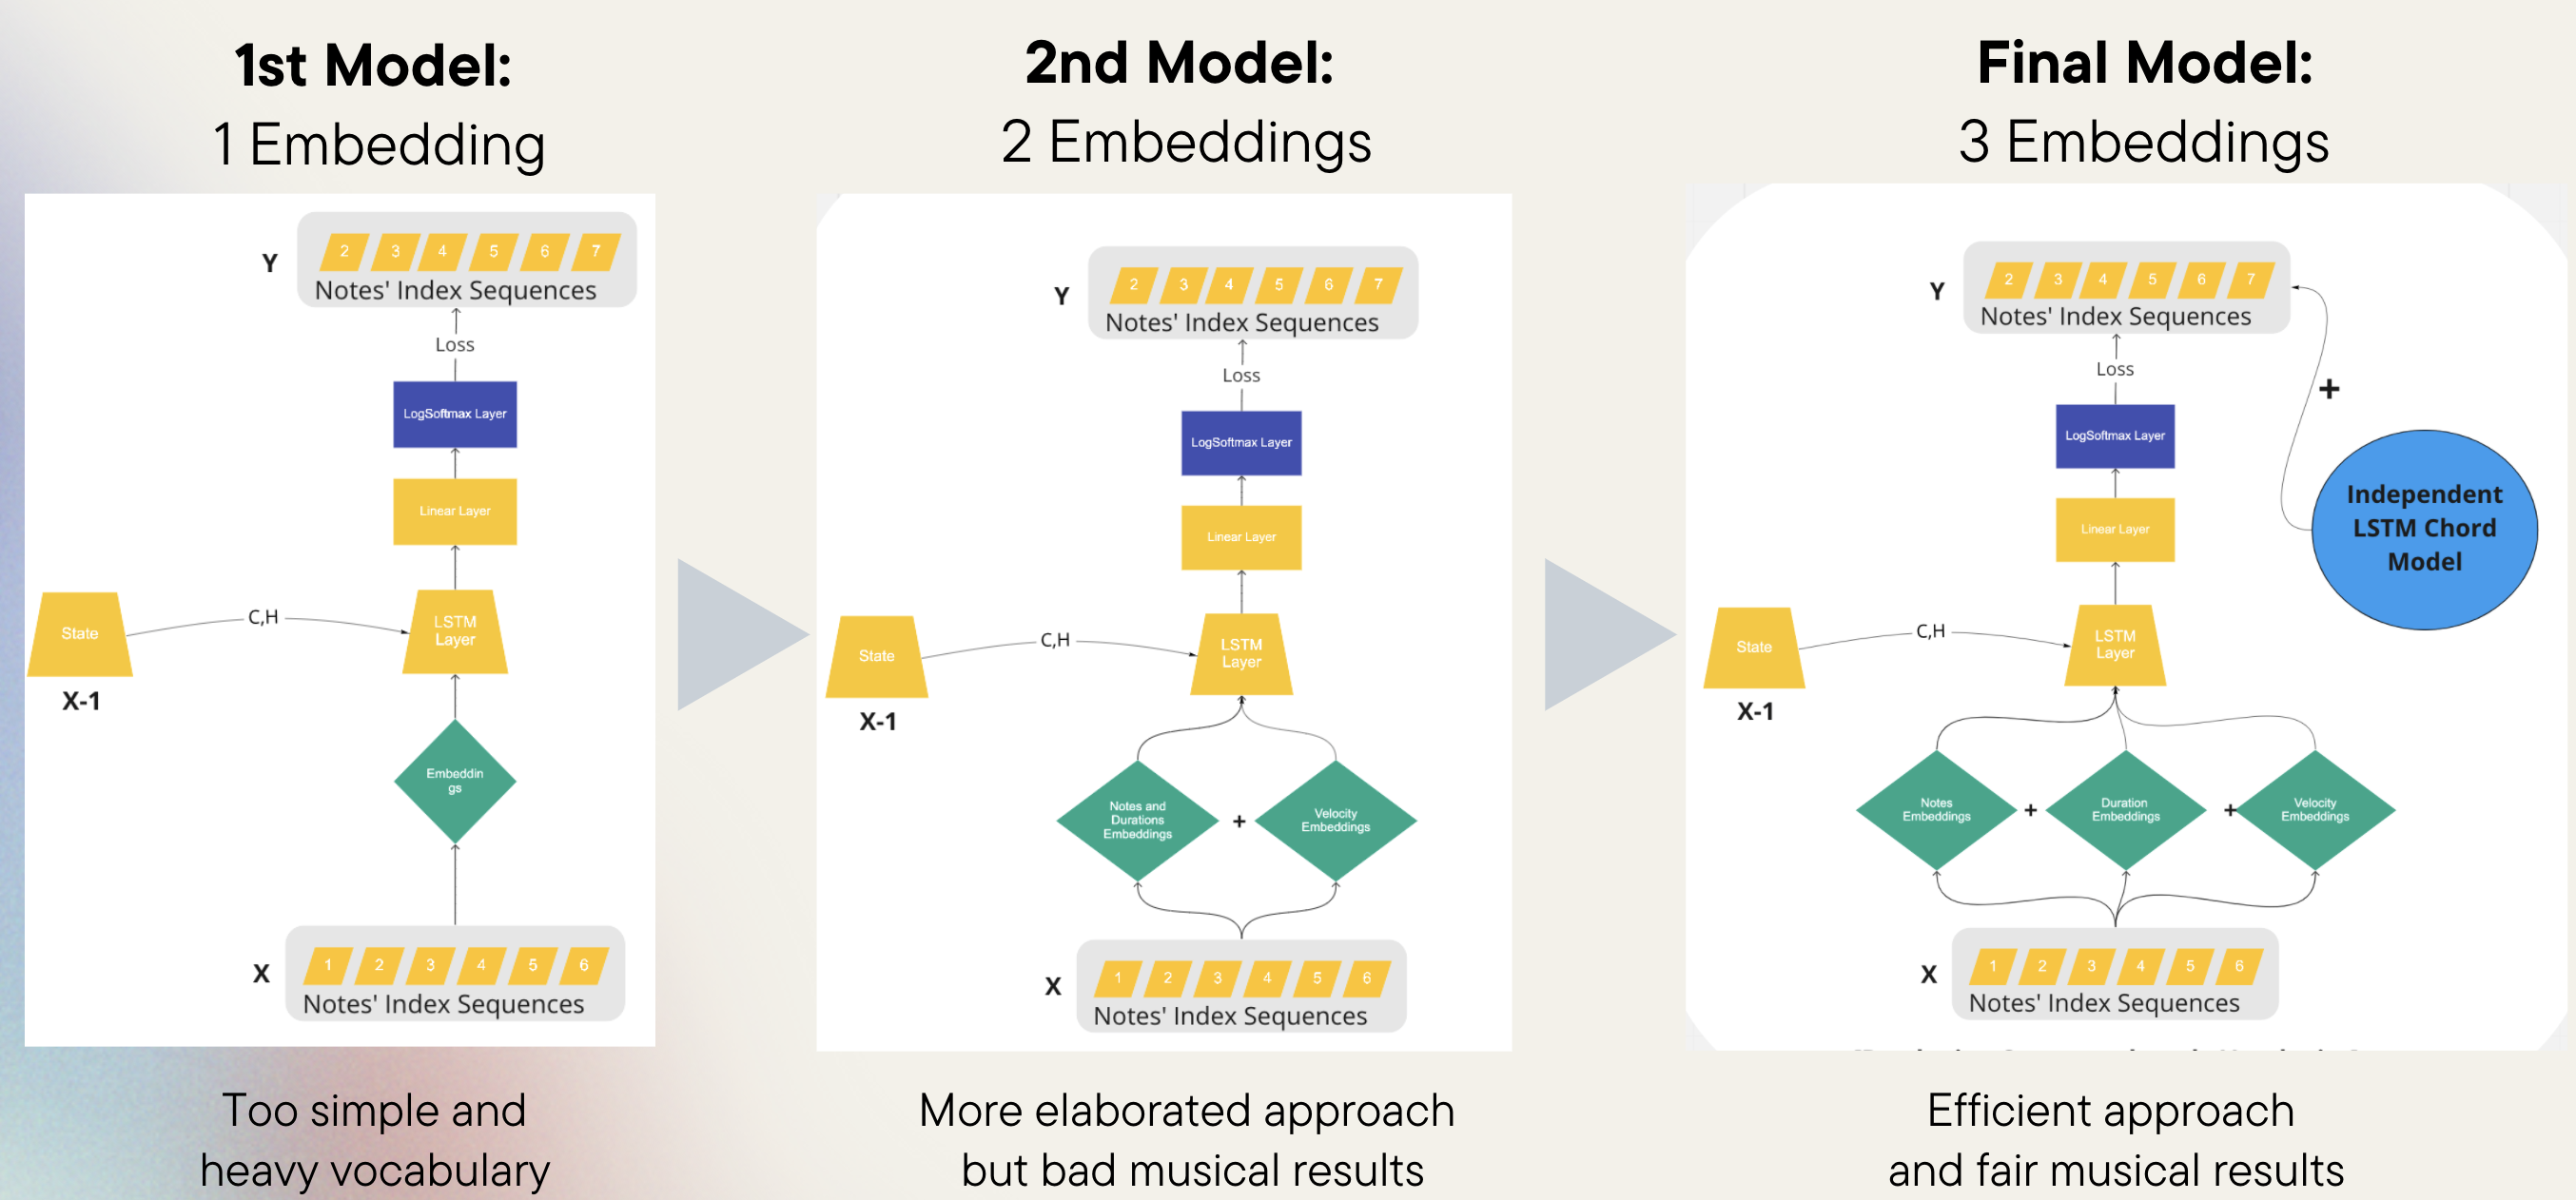 1st Model:
1 Embedding
Y
2 3 4 5 6 7
Notes' Index Sequences
Loss
LogSoftmax Layer
Linear Layer
State
C,H
LSTM
Layer
X-1
Embeddin
gs
X
1 2 3 4 5 6
Notes' Index Sequences
Too simple and
heavy vocabulary
2nd Model:
2 Embeddings
Y
2 3 4 5 6 7
Notes' Index Sequences
Loss
LogSoftmax Layer
Linear Layer
State
C,H
LSTM
Layer
X-1
Notes and
Durations
Embeddings
+
Velocity
Embeddings
X
1 2 3 4 5 6
Notes' Index Sequences
More elaborated approach
but bad musical results
Final Model:
3 Embeddings
Y
2 3 4 5 6 7
Notes' Index Sequences
Loss
+
LogSoftmax Layer
Independent
LSTM Chord
Model
Linear Layer
State
C,H
LSTM
Layer
X-1
Notes
Embeddings
+
Duration
Embeddings
+
Velocity
Embeddings
X
1 2 3 4 5 6
Notes' Index Sequences
Efficient approach
and fair musical results